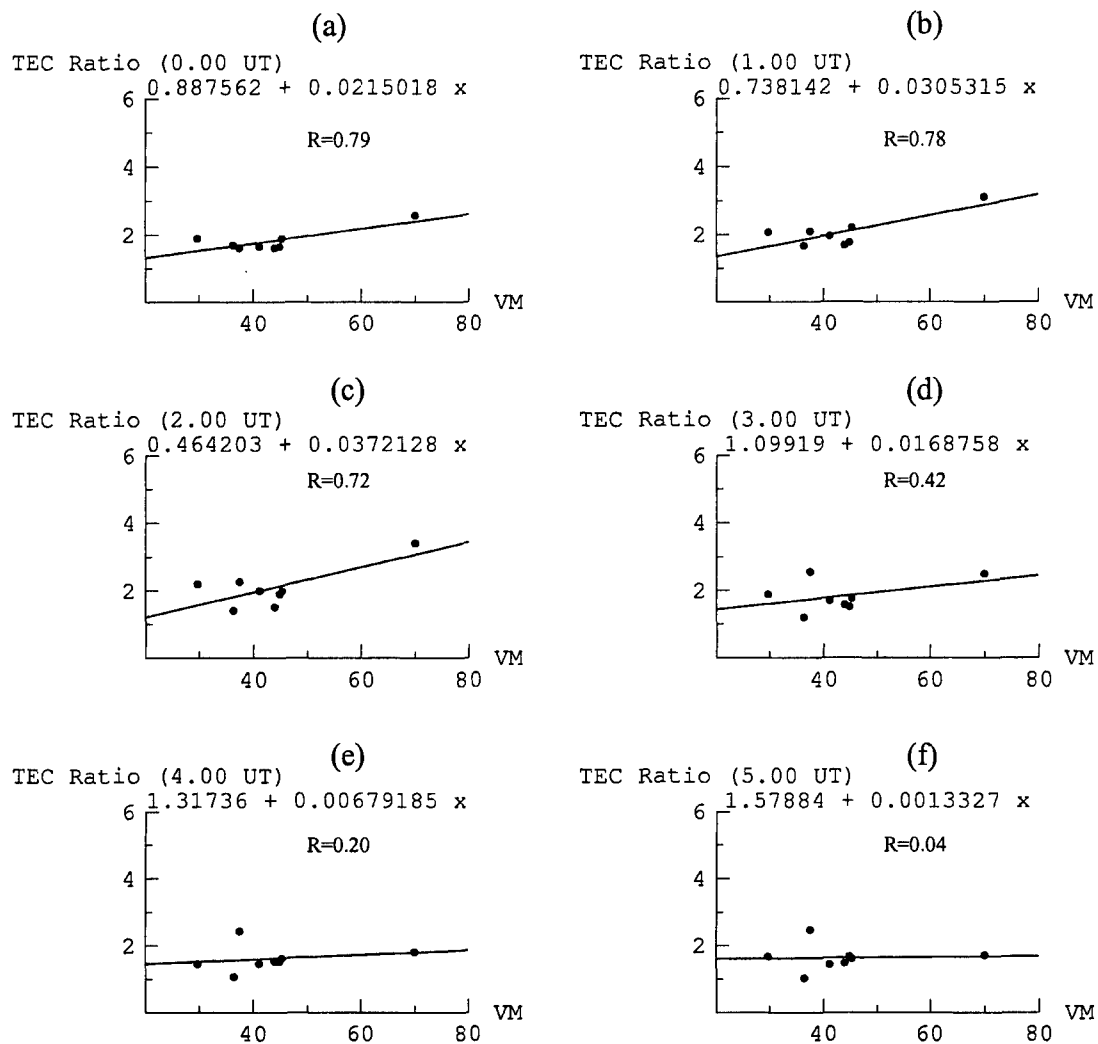 (a)
TEC Ratio (0.00 UT)
0.887562 + 0.0215018 x
6
R=0.79
4
2
VM
40 60 80
(b)
TEC Ratio (1.00 UT)
0.738142 + 0.0305315 x
6
R=0.78
4
2
VM
40 60 80
(c)
TEC Ratio (2.00 UT)
0.464203 + 0.0372128 x
6
R=0.72
4
2
VM
40 60 80
(d)
TEC Ratio (3.00 UT)
1.09919 + 0.0168758 x
6
R=0.42
4
2
VM
40 60 80
(e)
TEC Ratio (4.00 UT)
1.31736 + 0.00679185 x
6
R=0.20
4
2
VM
40 60 80
(f)
TEC Ratio (5.00 UT)
1.57884 + 0.0013327 x
6
R=0.04
4
2
VM
40 60 80